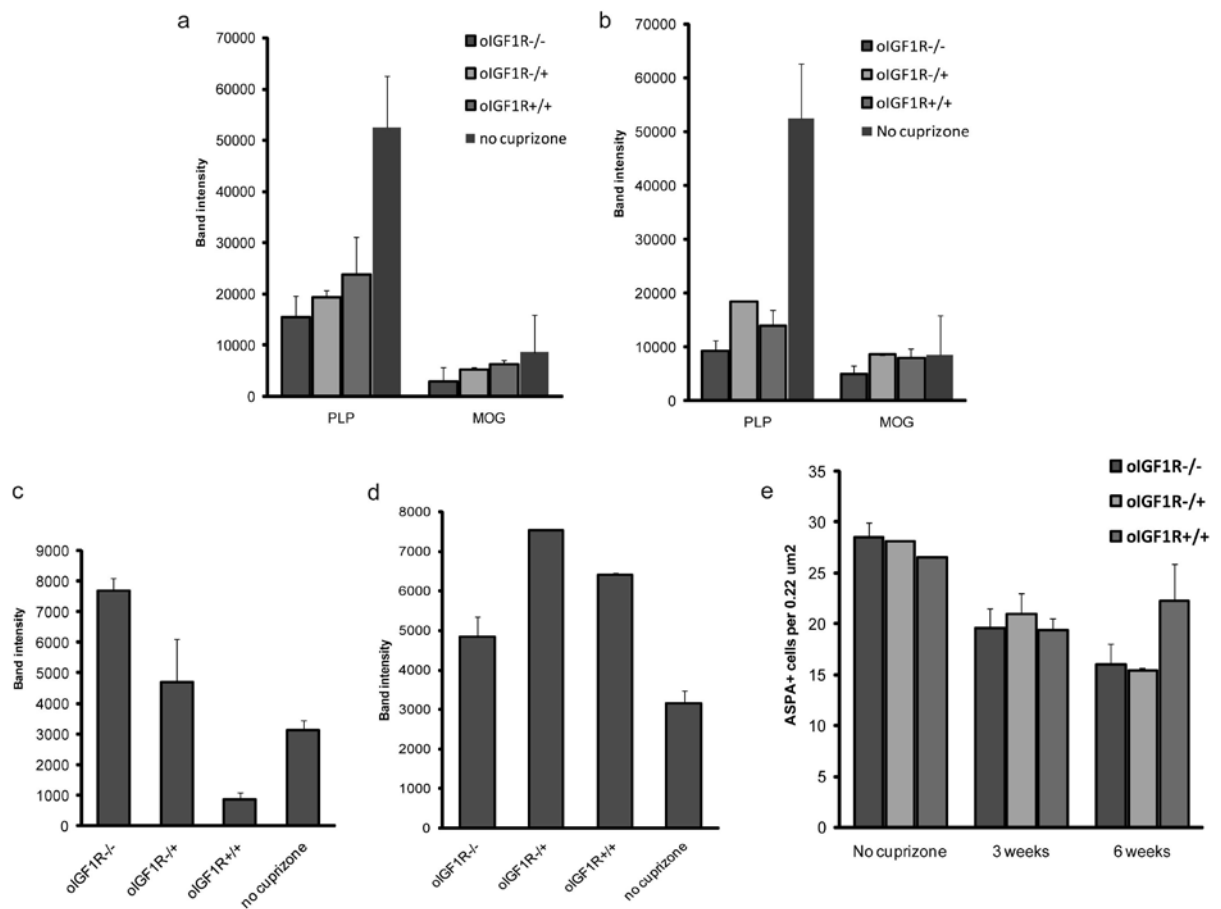 a
70000
60000
50000
40000
30000
20000
10000
0
Band intensity
oIGF1R-/-
oIGF1R-/+
oIGF1R+/+
no cuprizone
PLP
MOG
b
70000
60000
50000
40000
30000
20000
10000
0
Band intensity
oIGF1R-/-
oIGF1R-/+
oIGF1R+/+
No cuprizone
PLP
MOG
c
9000
8000
7000
6000
5000
4000
3000
2000
1000
0
Band intensity
oIGF1R-/-
oIGF1R-/+
oIGF1R+/+
no cuprizone
d
8000
7000
6000
5000
4000
3000
2000
1000
0
Band intensity
oIGF1R-/-
oIGF1R-/+
oIGF1R+/+
no cuprizone
e
35
30
25
20
15
10
5
0
ASPA+ cells per 0.22 um2
oIGF1R-/-
oIGF1R-/+
oIGF1R+/+
No cuprizone
3 weeks
6 weeks